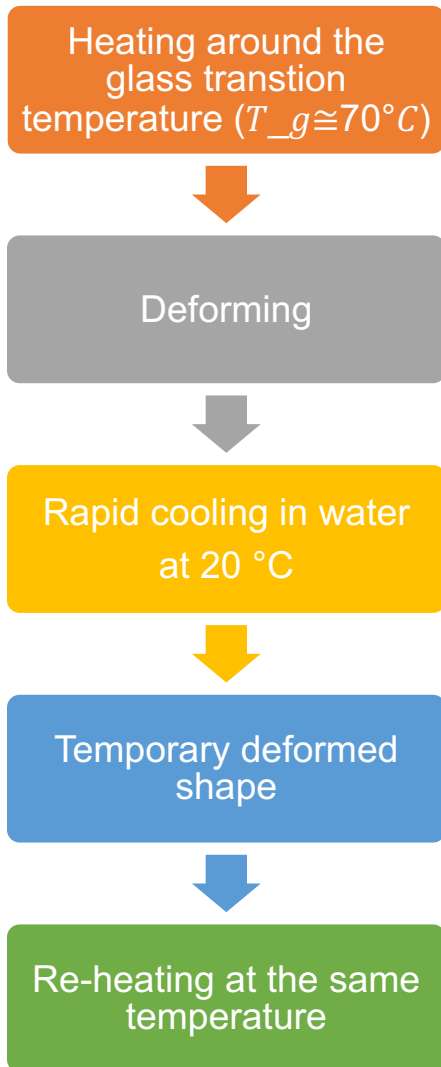 Heating around the
glass transtion
temperature (T_g≅70°C)
Deforming
Rapid cooling in water
at 20 °C
Temporary deformed
shape
Re-heating at the same
temperature